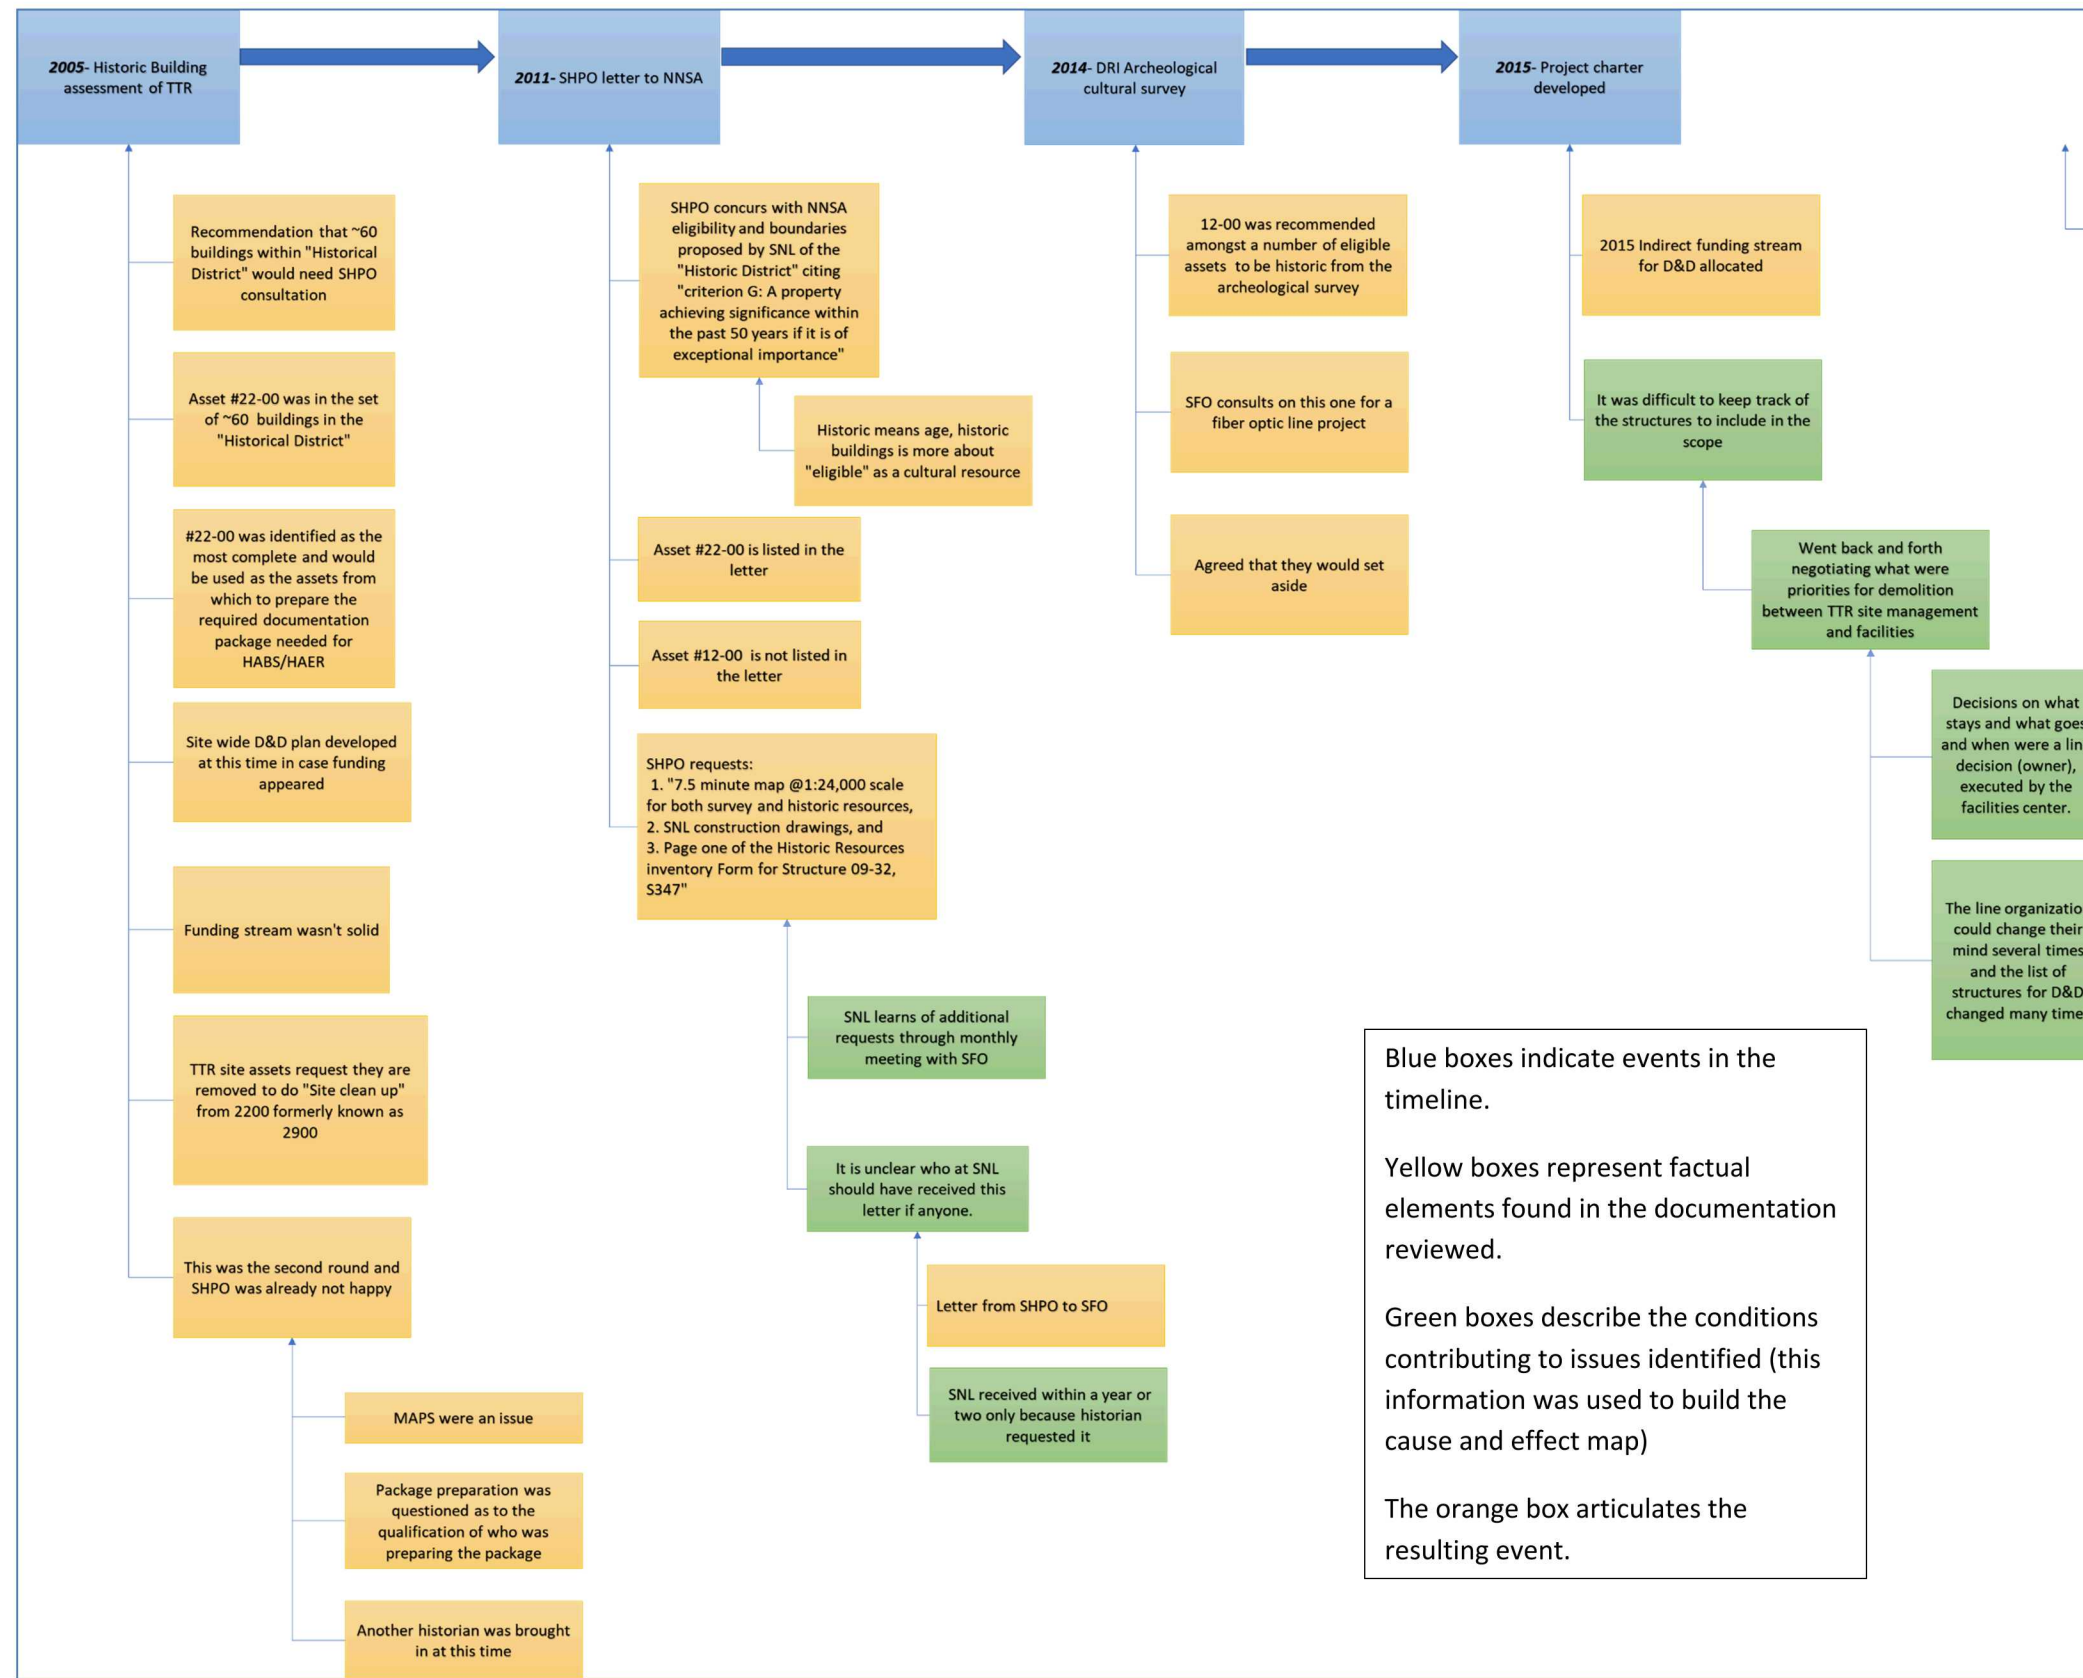 2005- Historic Building
assessment of TTR
2011- SHPO letter to NNSA
2014- DRI Archeological
cultural survey
2015- Project charter
developed
Recommendation that ~60
buildings within "Historical
District" would need SHPO
consultation
Asset #22-00 was in the set
of ~60 buildings in the
"Historical District"
#22-00 was identified as the
most complete and would
be used as the assets from
which to prepare the
required documentation
package needed for
HABS/HAER
Site wide D&D plan developed
at this time in case funding
appeared
Funding stream wasn't solid
TTR site assets request they are
removed to do "Site clean up"
from 2200 formerly known as
2900
This was the second round and
SHPO was already not happy
MAPS were an issue
Package preparation was
questioned as to the
qualification of who was
preparing the package
Another historian was brought
in at this time
SHPO concurs with NNSA
eligibility and boundaries
proposed by SNL of the
"Historic District" citing
"criterion G: A property
achieving significance within
the past 50 years if it is of
exceptional importance"
Historic means age, historic
buildings is more about
"eligible" as a cultural resource
Asset #22-00 is listed in the
letter
Asset #12-00 is not listed in
the letter
SHPO requests:
1. "7.5 minute map @1:24,000 scale
for both survey and historic resources,
2. SNL construction drawings, and
3. Page one of the Historic Resources
inventory Form for Structure 09-32,
S347"
SNL learns of additional
requests through monthly
meeting with SFO
It is unclear who at SNL
should have received this
letter if anyone.
Letter from SHPO to SFO
SNL received within a year or
two only because historian
requested it
12-00 was recommended
amongst a number of eligible
assets to be historic from the
archeological survey
SFO consults on this one for a
fiber optic line project
Agreed that they would set
aside
2015 Indirect funding stream
for D&D allocated
It was difficult to keep track of
the structures to include in the
scope
Went back and forth
negotiating what were
priorities for demolition
between TTR site management
and facilities
Decisions on what
stays and what goes
and when were a lin
decision (owner),
executed by the
facilities center.
The line organizatio
could change their
mind several times
and the list of
structures for D&D
changed many time
Blue boxes indicate events in the
timeline.
Yellow boxes represent factual
elements found in the documentation
reviewed.
Green boxes describe the conditions
contributing to issues identified (this
information was used to build the
cause and effect map)
The orange box articulates the
resulting event.